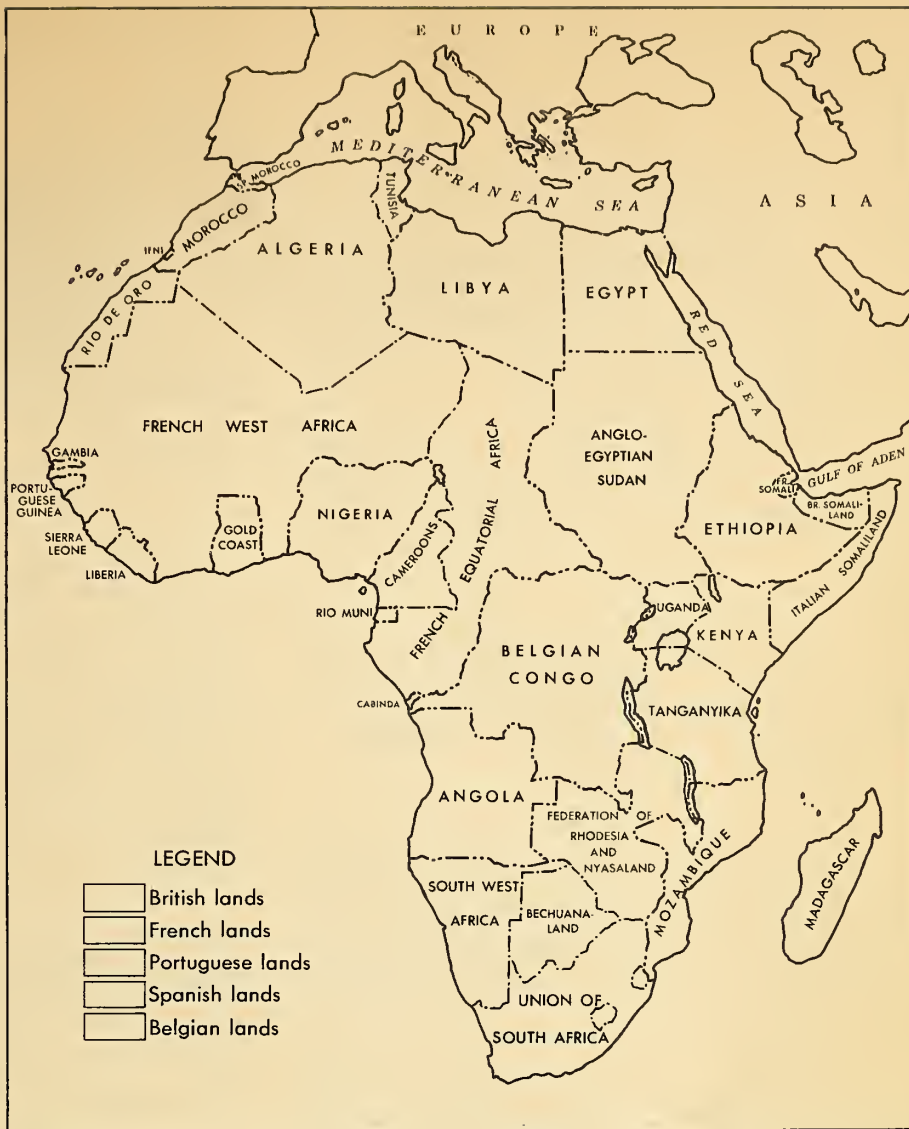 EUROPE
MEDITERRANEAN SEA
ASIA
SP. MOROCCO
TUNISIA
MOROCCO
IFNI
ALGERIA
LIBYA
EGYPT
RED SEA
RIO DE ORO
FRENCH WEST AFRICA
ANGLO-
EGYPTIAN
SUDAN
GULF OF ADEN
FR.
SOMALI
BR. SOMALI-
LAND
GAMBIA
PORTU-
GUESE
GUINEA
SIERRA
LEONE
LIBERIA
GOLD
COAST
NIGERIA
CAMEROONS
FRENCH EQUATORIAL AFRICA
ETHIOPIA
ITALIAN SOMALILAND
RIO MUNI
UGANDA
KENYA
BELGIAN
CONGO
CABINDA
TANGANYIKA
ANGOLA
FEDERATION OF
RHODESIA
AND
NYASALAND
MOZAMBIQUE
MADAGASCAR
SOUTH WEST
AFRICA
BECHUANA-
LAND
UNION OF
SOUTH AFRICA
LEGEND
British lands
French lands
Portuguese lands
Spanish lands
Belgian lands